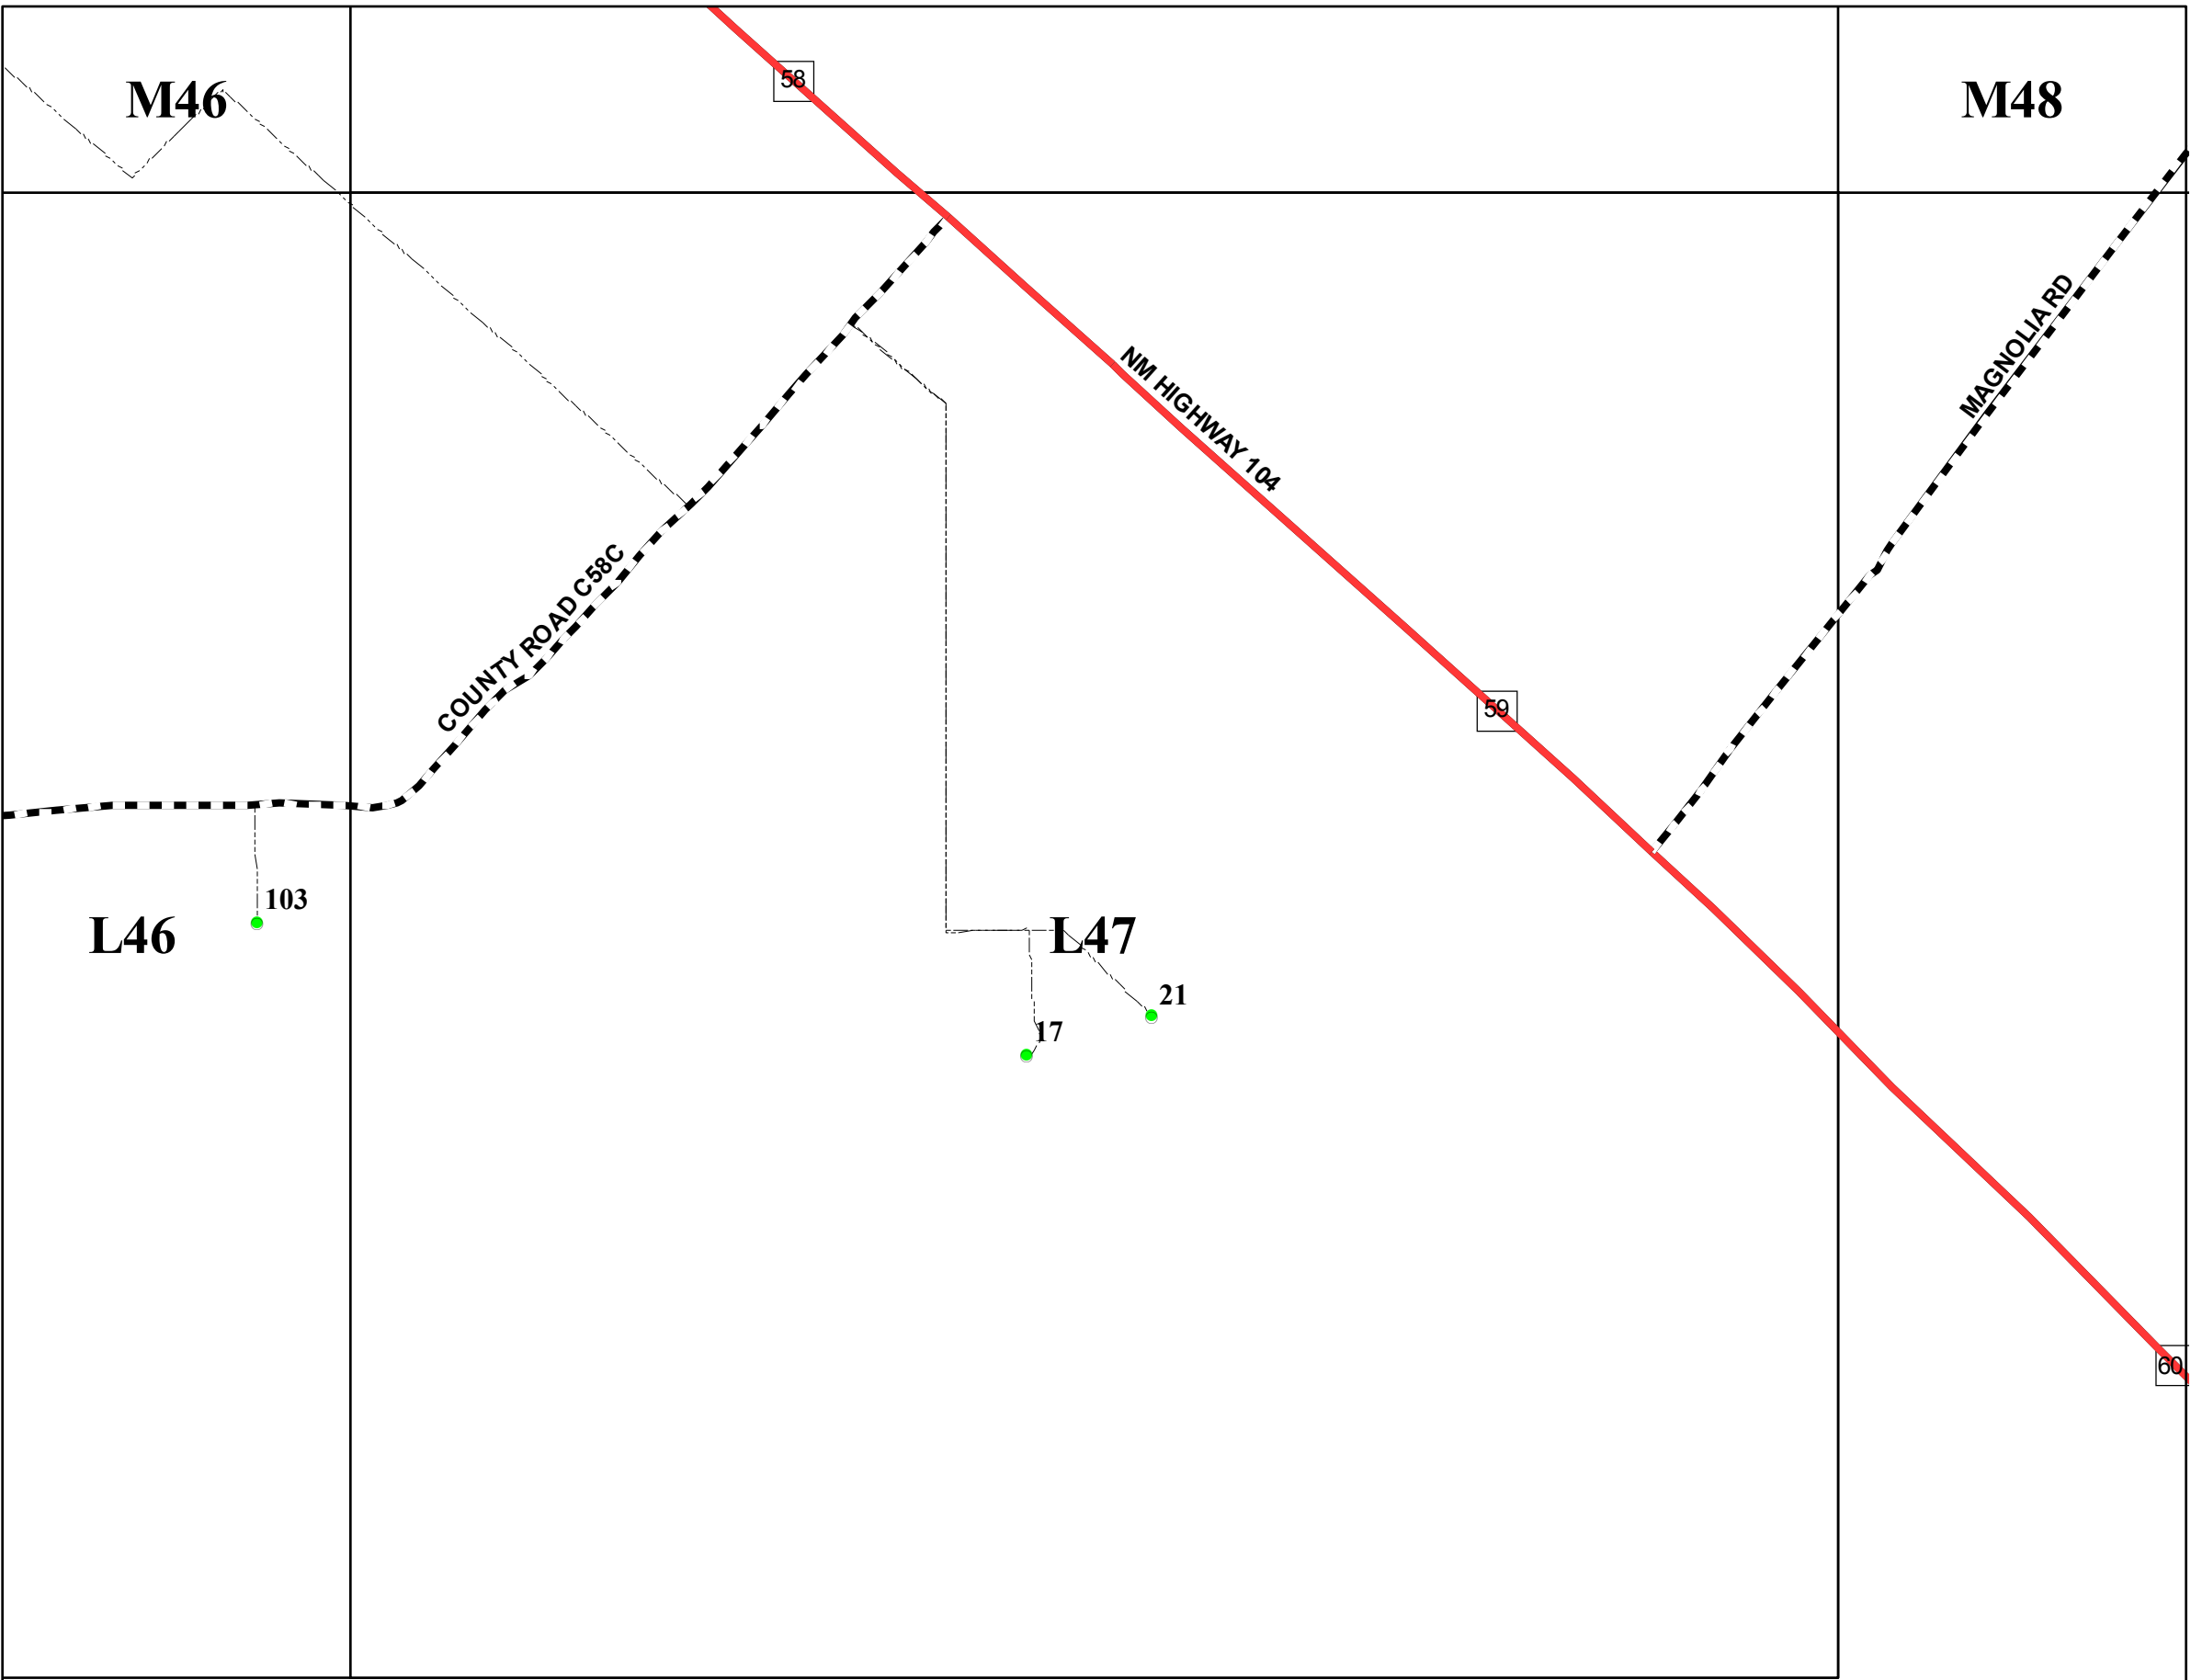 58
M46
M48
MAGNOLIA RD
NM HIGHWAY 104
COUNTY ROAD C58C
59
103
L46
L47
21
17
60